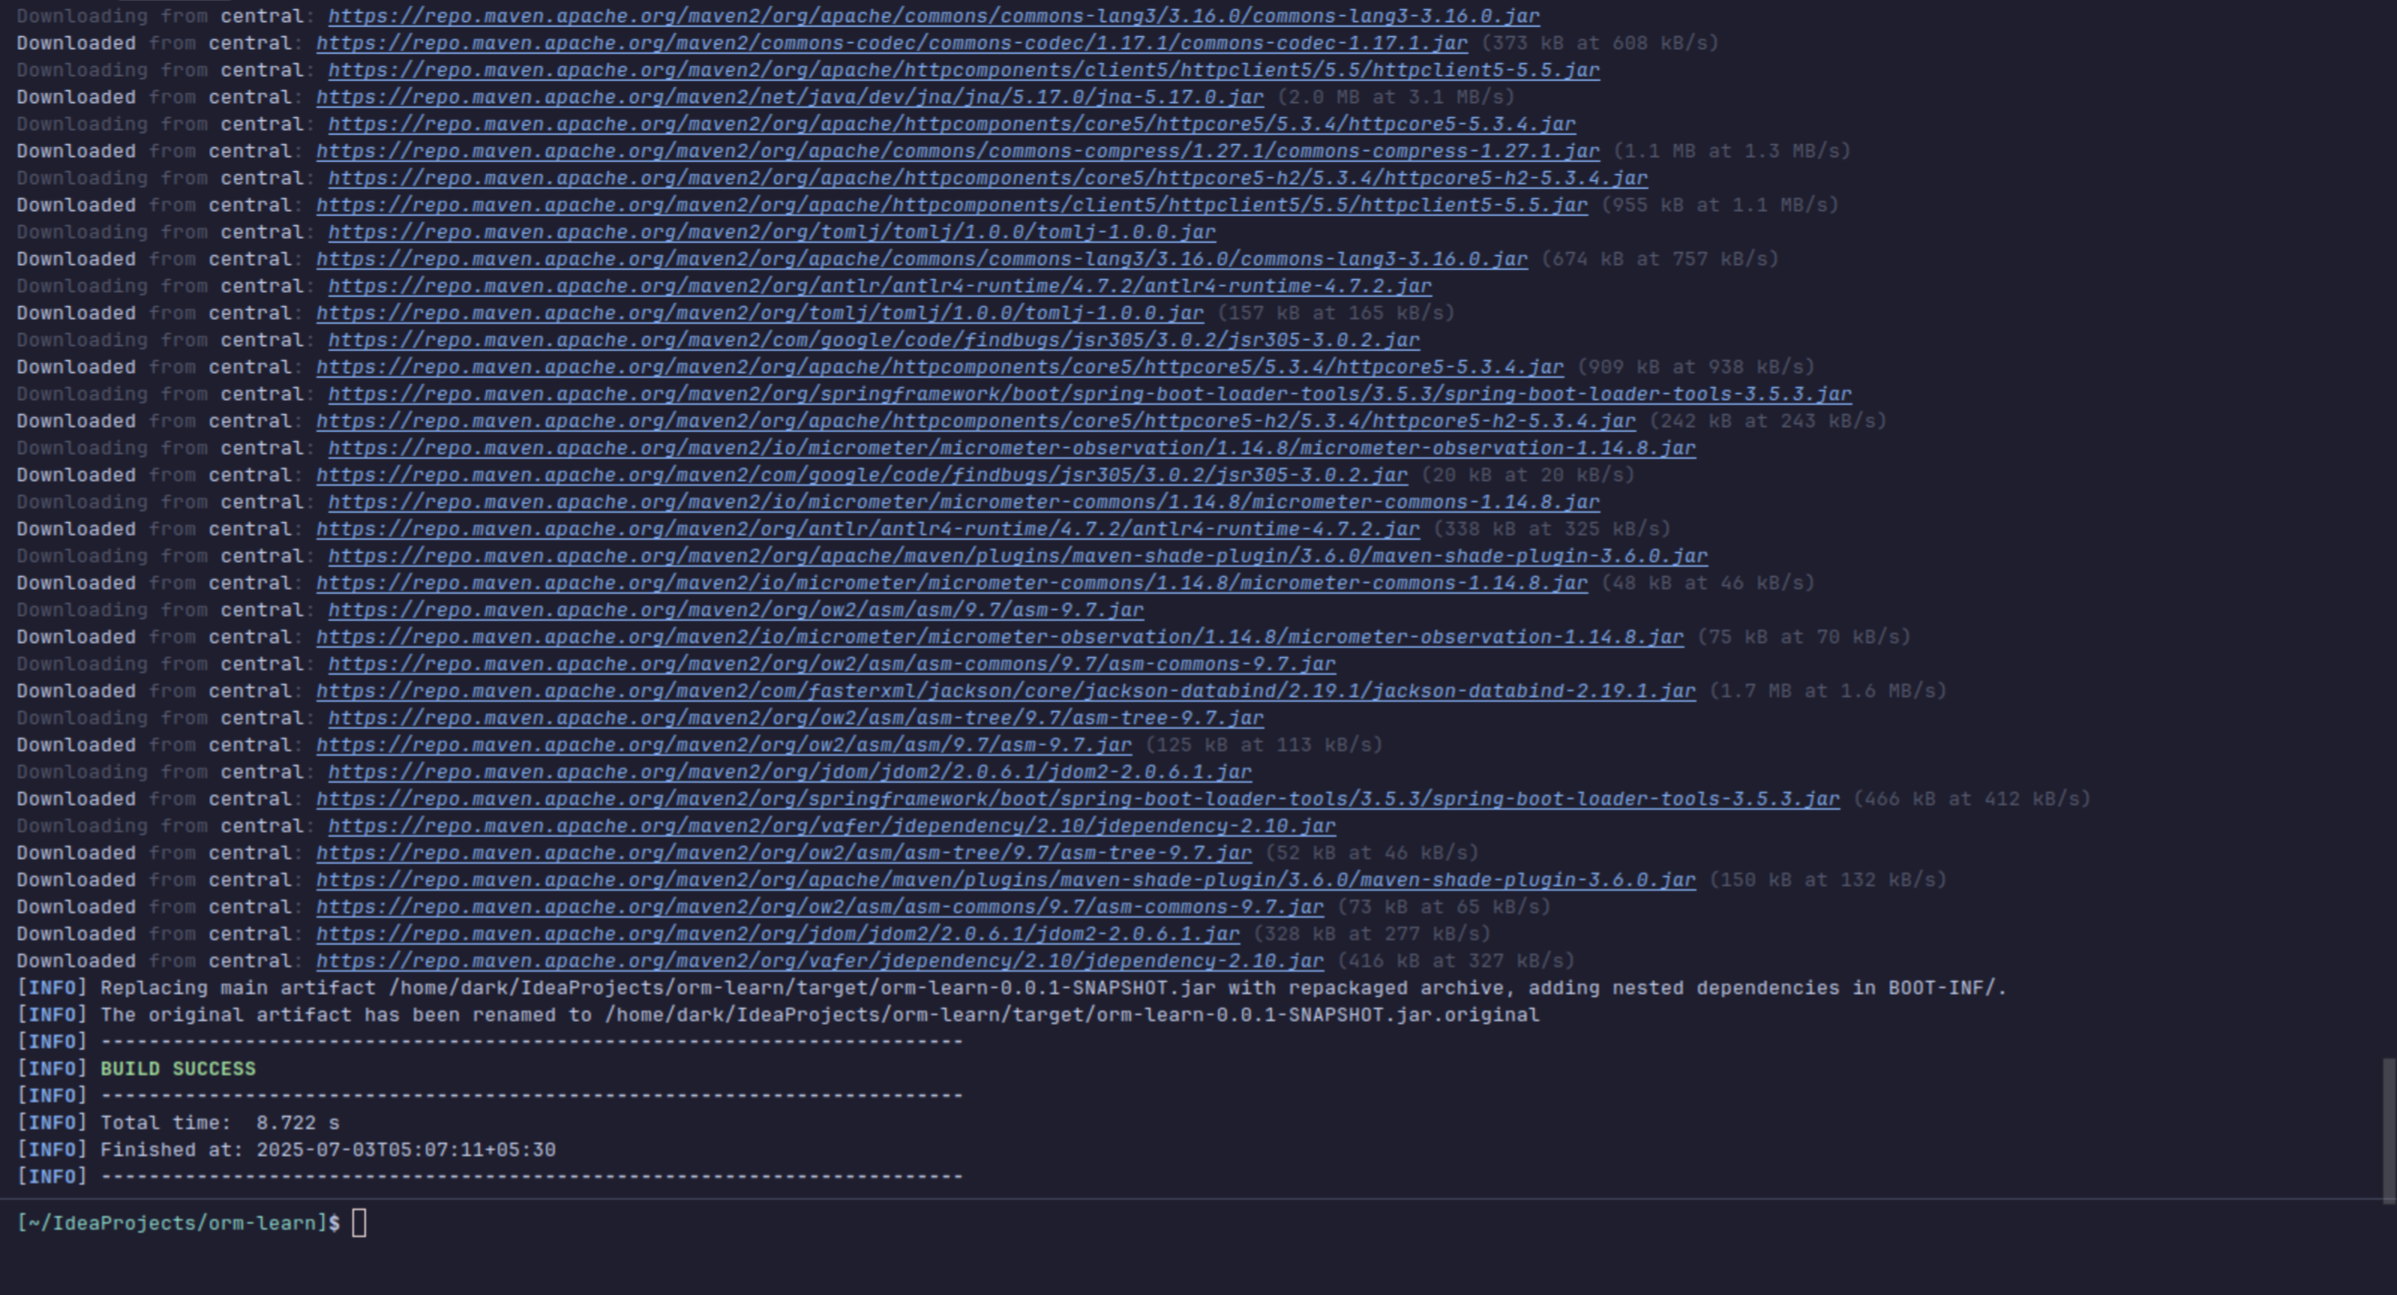 Downloading from central: https://repo.maven.apache.org/maven2/org/apache/commons/commons-lang3/3.16.0/commons-lang3-3.16.0.jar
Downloaded from central: https://repo.maven.apache.org/maven2/commons-codec/commons-codec/1.17.1/commons-codec-1.17.1.jar (373 kB at 608 kB/s)
Downloading from central: https://repo.maven.apache.org/maven2/org/apache/httpcomponents/client5/httpclient5/5.5/httpclient5-5.5.jar
Downloaded from central: https://repo.maven.apache.org/maven2/net/java/dev/jna/jna/5.17.0/jna-5.17.0.jar (2.0 MB at 3.1 MB/s)
Downloading from central: https://repo.maven.apache.org/maven2/org/apache/httpcomponents/core5/httpcore5/5.3.4/httpcore5-5.3.4.jar
Downloaded from central: https://repo.maven.apache.org/maven2/org/apache/commons/commons-compress/1.27.1/commons-compress-1.27.1.jar (1.1 MB at 1.3 MB/s)
Downloading from central: https://repo.maven.apache.org/maven2/org/apache/httpcomponents/core5/httpcore5-h2/5.3.4/httpcore5-h2-5.3.4.jar
Downloaded from central: https://repo.maven.apache.org/maven2/org/apache/httpcomponents/client5/httpclient5/5.5/httpclient5-5.5.jar (955 kB at 1.1 MB/s)
Downloading from central: https://repo.maven.apache.org/maven2/org/tomlj/tomlj/1.0.0/tomlj-1.0.0.jar
Downloaded from central: https://repo.maven.apache.org/maven2/org/apache/commons/commons-lang3/3.16.0/commons-lang3-3.16.0.jar (674 kB at 757 kB/s)
Downloading from central: https://repo.maven.apache.org/maven2/org/antlr/antlr4-runtime/4.7.2/antlr4-runtime-4.7.2.jar
Downloaded from central: https://repo.maven.apache.org/maven2/org/tomlj/tomlj/1.0.0/tomlj-1.0.0.jar (157 kB at 165 kB/s)
Downloading from central: https://repo.maven.apache.org/maven2/com/google/code/findbugs/jsr305/3.0.2/jsr305-3.0.2.jar
Downloaded from central: https://repo.maven.apache.org/maven2/org/apache/httpcomponents/core5/httpcore5/5.3.4/httpcore5-5.3.4.jar (909 kB at 938 kB/s)
Downloading from central: https://repo.maven.apache.org/maven2/org/springframework/boot/spring-boot-loader-tools/3.5.3/spring-boot-loader-tools-3.5.3.jar
Downloaded from central: https://repo.maven.apache.org/maven2/org/apache/httpcomponents/core5/httpcore5-h2/5.3.4/httpcore5-h2-5.3.4.jar (242 kB at 243 kB/s)
Downloading from central: https://repo.maven.apache.org/maven2/io/micrometer/micrometer-observation/1.14.8/micrometer-observation-1.14.8.jar
Downloaded from central: https://repo.maven.apache.org/maven2/com/google/code/findbugs/jsr305/3.0.2/jsr305-3.0.2.jar (20 kB at 20 kB/s)
Downloading from central: https://repo.maven.apache.org/maven2/io/micrometer/micrometer-commons/1.14.8/micrometer-commons-1.14.8.jar
Downloaded from central: https://repo.maven.apache.org/maven2/org/antlr/antlr4-runtime/4.7.2/antlr4-runtime-4.7.2.jar (338 kB at 325 kB/s)
Downloading from central: https://repo.maven.apache.org/maven2/org/apache/maven/plugins/maven-shade-plugin/3.6.0/maven-shade-plugin-3.6.0.jar
Downloaded from central: https://repo.maven.apache.org/maven2/io/micrometer/micrometer-commons/1.14.8/micrometer-commons-1.14.8.jar (48 kB at 46 kB/s)
Downloading from central: https://repo.maven.apache.org/maven2/org/ow2/asm/asm/9.7/asm-9.7.jar
Downloaded from central: https://repo.maven.apache.org/maven2/io/micrometer/micrometer-observation/1.14.8/micrometer-observation-1.14.8.jar (75 kB at 70 kB/s)
Downloading from central: https://repo.maven.apache.org/maven2/org/ow2/asm/asm-commons/9.7/asm-commons-9.7.jar
Downloaded from central: https://repo.maven.apache.org/maven2/com/fasterxml/jackson/core/jackson-databind/2.19.1/jackson-databind-2.19.1.jar (1.7 MB at 1.6 MB/s)
Downloading from central: https://repo.maven.apache.org/maven2/org/ow2/asm/asm-tree/9.7/asm-tree-9.7.jar
Downloaded from central: https://repo.maven.apache.org/maven2/org/ow2/asm/asm/9.7/asm-9.7.jar (125 kB at 113 kB/s)
Downloading from central: https://repo.maven.apache.org/maven2/org/jdom/jdom2/2.0.6.1/jdom2-2.0.6.1.jar
Downloaded from central: https://repo.maven.apache.org/maven2/org/springframework/boot/spring-boot-loader-tools/3.5.3/spring-boot-loader-tools-3.5.3.jar (466 kB at 412 kB/s)
Downloading from central: https://repo.maven.apache.org/maven2/org/vafer/jdependency/2.10/jdependency-2.10.jar
Downloaded from central: https://repo.maven.apache.org/maven2/org/ow2/asm/asm-tree/9.7/asm-tree-9.7.jar (52 kB at 46 kB/s)
Downloaded from central: https://repo.maven.apache.org/maven2/org/apache/maven/plugins/maven-shade-plugin/3.6.0/maven-shade-plugin-3.6.0.jar (150 kB at 132 kB/s)
Downloaded from central: https://repo.maven.apache.org/maven2/org/ow2/asm/asm-commons/9.7/asm-commons-9.7.jar (73 kB at 65 kB/s)
Downloaded from central: https://repo.maven.apache.org/maven2/org/jdom/jdom2/2.0.6.1/jdom2-2.0.6.1.jar (328 kB at 277 kB/s)
Downloaded from central: https://repo.maven.apache.org/maven2/org/vafer/jdependency/2.10/jdependency-2.10.jar (416 kB at 327 kB/s)
[INFO] Replacing main artifact /home/dark/IdeaProjects/orm-learn/target/orm-learn-0.0.1-SNAPSHOT.jar with repackaged archive, adding nested dependencies in BOOT-INF/.
[INFO] The original artifact has been renamed to /home/dark/IdeaProjects/orm-learn/target/orm-learn-0.0.1-SNAPSHOT.jar.original
[INFO] ------------------------------------------------------------------------
[INFO] BUILD SUCCESS
[INFO] ------------------------------------------------------------------------
[INFO] Total time:  8.722 s
[INFO] Finished at: 2025-07-03T05:07:11+05:30
[INFO] ------------------------------------------------------------------------
[~/IdeaProjects/orm-learn]$